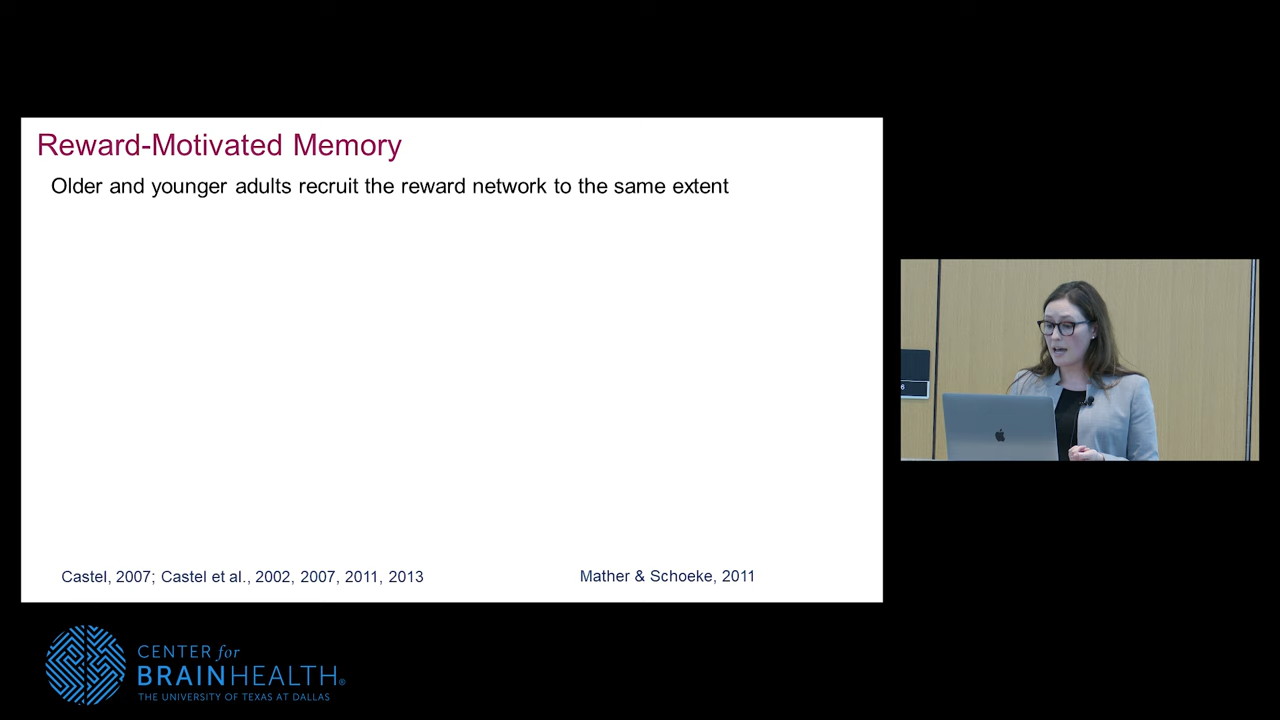 Reward-Motivated Memory
Older and younger adults recruit the reward network to the same extent
Castel, 2007; Castel et al., 2002, 2007, 2011, 2013
Mather & Schoeke, 2011
6
CENTER for
BRAINHEALTH®
THE UNIVERSITY OF TEXAS AT DALLAS